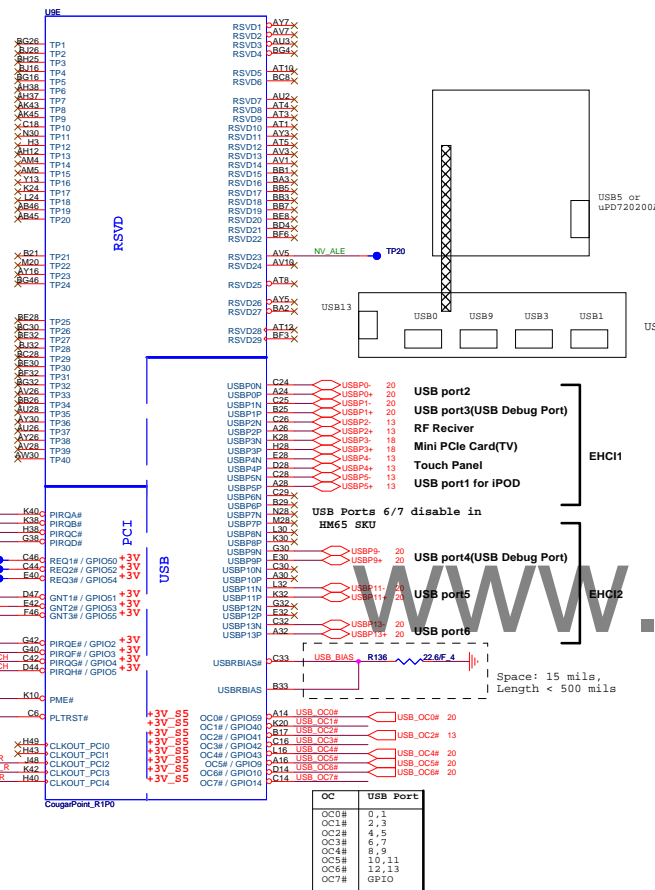 U9E
BG26 TP1
BJ26 TP2
BH25 TP3
BJ16 TP4
BG16 TP5
AH38 TP6
AH37 TP7
AK43 TP8
AK45 TP9
C18 TP10
N30 TP11
H3 TP12
AH12 TP13
AM4 TP14
AM5 TP15
Y13 TP16
K24 TP17
L24 TP18
AB46 TP19
AB45 TP20
B21 TP21
M20 TP22
AY16 TP23
BG46 TP24
BE28 TP25
BC30 TP26
BE32 TP27
BJ32 TP28
BC28 TP29
BE30 TP30
BF32 TP31
BG32 TP32
AV26 TP33
BB26 TP34
AU28 TP35
AY30 TP36
AU26 TP37
AY26 TP38
AV28 TP39
AW30 TP40
RSVD
RSVD1 AY7
RSVD2 AV7
RSVD3 AU3
RSVD4 BG4
RSVD5 AT10
RSVD6 BC8
RSVD7 AU2
RSVD8 AT4
RSVD9 AT3
RSVD10 AT1
RSVD11 AY3
RSVD12 AT5
RSVD13 AV3
RSVD14 AV1
RSVD15 BB1
RSVD16 BA3
RSVD17 BB5
RSVD18 BB3
RSVD19 BB7
RSVD20 BE8
RSVD21 BD4
RSVD22 BF6
RSVD23 AV5 NV_ALE TP20
RSVD24 AV10
RSVD25 AT8
RSVD26 AY5
RSVD27 BA2
RSVD28 AT12
RSVD29 BF3
USB5 or
uPD720200
USB13
USB0 USB9 USB3 USB1
US
USBP0N C24 USBP0- 20
USBP0P A24 USBP0+ 20
USB port2
USBP1N C25 USBP1- 20
USBP1P B25 USBP1+ 20
USB port3(USB Debug Port)
USBP2N C26 USBP2- 13
USBP2P A26 USBP2+ 13
RF Reciver
USBP3N K28 USBP3- 18
USBP3P H28 USBP3+ 18
Mini PCIe Card(TV)
USBP4N E28 USBP4- 13
USBP4P D28 USBP4+ 13
Touch Panel
USBP5N C28 USBP5- 13
USBP5P A28 USBP5+ 13
USB port1 for iPOD
EHCI1
USBP6N C29
USBP6P B29
USBP7N N28
USBP7P M28
USB Ports 6/7 disable in
HM65 SKU
USBP8N L30
USBP8P K30
USBP9N G30 USBP9- 20
USBP9P E30 USBP9+ 20
USB port4(USB Debug Port)
USBP10N C30
USBP10P A30
USBP11N L32 USBP11- 20
USBP11P K32 USBP11+ 20
USB port5
USBP12N G32
USBP12P E32
USBP13N C32 USBP13- 20
USBP13P A32 USBP13+ 20
USB port6
EHCI2
www.
USBRBIAS# C33 USB_BIAS R136 22.6/F_4
USBRBIAS B33
Space: 15 mils,
Length < 500 mils
PCI
USB
K40 PIRQA#
K38 PIRQB#
H38 PIRQC#
G38 PIRQD#
C46 REQ1# / GPIO50 +3V
C44 REQ2# / GPIO52 +3V
E40 REQ3# / GPIO54 +3V
D47 GNT1# / GPIO51 +3V
E42 GNT2# / GPIO53 +3V
F46 GNT3# / GPIO55 +3V
G42 PIRQE# / GPIO2 +3V
G40 PIRQF# / GPIO3 +3V
CH C42 PIRQG# / GPIO4 +3V
CH D44 PIRQH# / GPIO5 +3V
K10 PME#
C6 PLTRST#
H49 CLKOUT_PCI0
H43 CLKOUT_PCI1
R J48 CLKOUT_PCI2
R K42 CLKOUT_PCI3
R H40 CLKOUT_PCI4
+3V_S5 OC0# / GPIO59 A14 USB_OC0# USB_OC0# 20
+3V_S5 OC1# / GPIO40 K20 USB_OC1#
+3V_S5 OC2# / GPIO41 B17 USB_OC2# USB_OC2# 13
+3V_S5 OC3# / GPIO42 C16 USB_OC3#
+3V_S5 OC4# / GPIO43 L16 USB_OC4# USB_OC4# 20
+3V_S5 OC5# / GPIO9 A16 USB_OC5# USB_OC5# 20
+3V_S5 OC6# / GPIO10 D14 USB_OC6# USB_OC6# 20
+3V_S5 OC7# / GPIO14 C14 USB_OC7#
CougarPoint_R1P0
OC USB Port
OC0# 0,1
OC1# 2,3
OC2# 4,5
OC3# 6,7
OC4# 8,9
OC5# 10,11
OC6# 12,13
OC7# GPIO